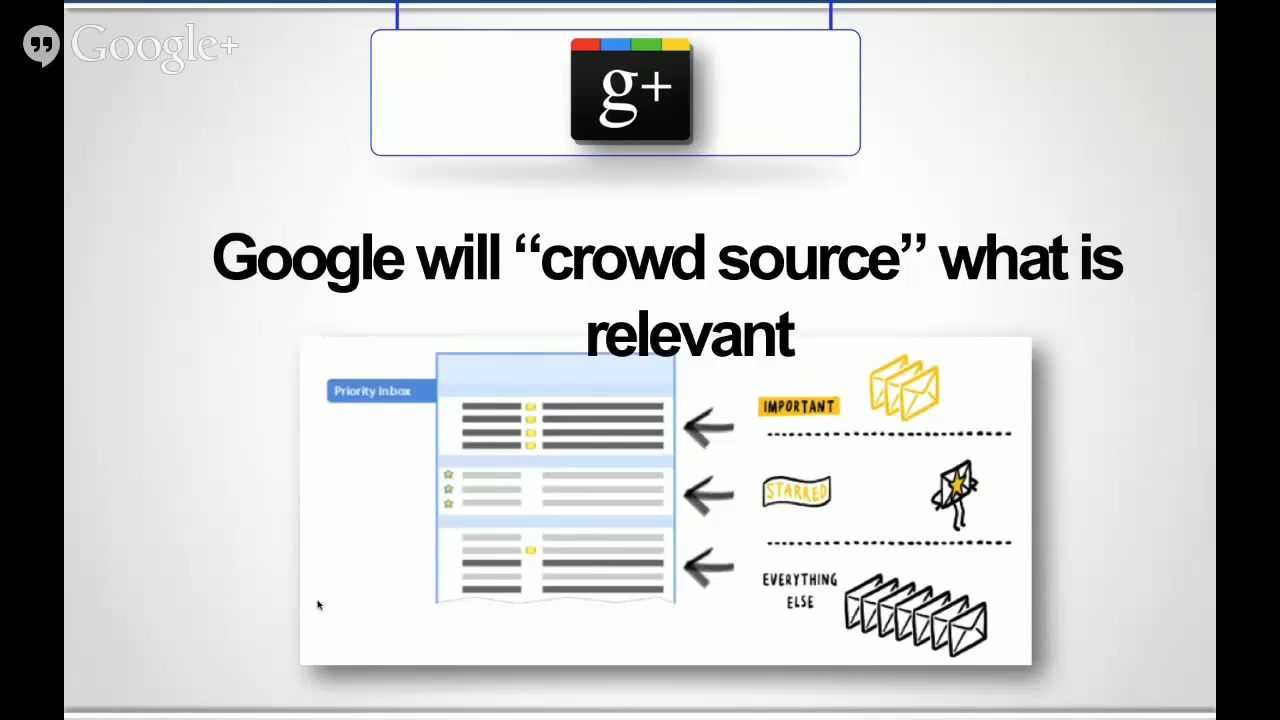 Google+
g+
Google will “crowd source” what is
relevant
Priority Inbox
IMPORTANT
STARRED
EVERYTHING
ELSE